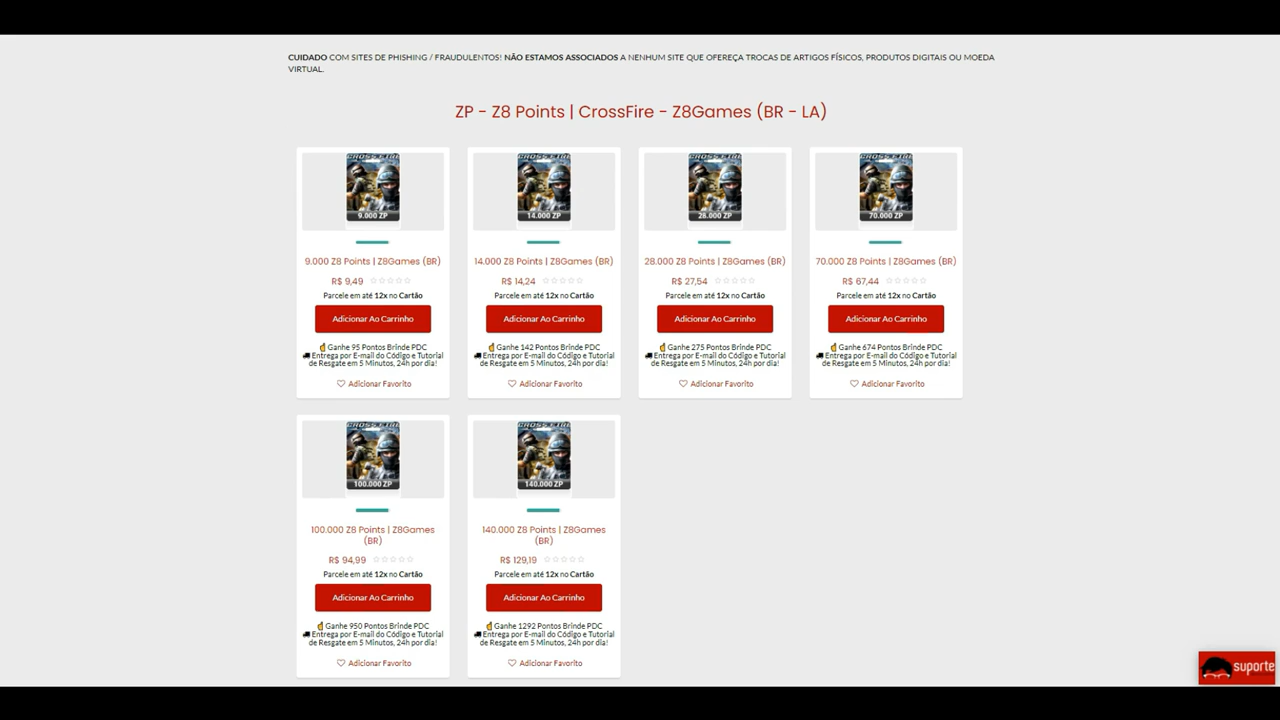 CUIDADO COM SITES DE PHISHING / FRAUDULENTOS! NÃO ESTAMOS ASSOCIADOS A NENHUM SITE QUE OFEREÇA TROCAS DE ARTIGOS FÍSICOS, PRODUTOS DIGITAIS OU MOEDA
VIRTUAL.
ZP - Z8 Points | CrossFire - Z8Games (BR - LA)
CROSS FIRE
9.000 ZP
9.000 Z8 Points | Z8Games (BR)
R$ 9,49
Parcele em até 12x no Cartão
Adicionar Ao Carrinho
Ganhe 95 Pontos Brinde PDC
Entrega por E-mail do Código e Tutorial
de Resgate em 5 Minutos, 24h por dia!
Adicionar Favorito
CROSS FIRE
14.000 ZP
14.000 Z8 Points | Z8Games (BR)
R$ 14,24
Parcele em até 12x no Cartão
Adicionar Ao Carrinho
Ganhe 142 Pontos Brinde PDC
Entrega por E-mail do Código e Tutorial
de Resgate em 5 Minutos, 24h por dia!
Adicionar Favorito
CROSS FIRE
28.000 ZP
28.000 Z8 Points | Z8Games (BR)
R$ 27,54
Parcele em até 12x no Cartão
Adicionar Ao Carrinho
Ganhe 275 Pontos Brinde PDC
Entrega por E-mail do Código e Tutorial
de Resgate em 5 Minutos, 24h por dia!
Adicionar Favorito
CROSS FIRE
70.000 ZP
70.000 Z8 Points | Z8Games (BR)
R$ 67,44
Parcele em até 12x no Cartão
Adicionar Ao Carrinho
Ganhe 674 Pontos Brinde PDC
Entrega por E-mail do Código e Tutorial
de Resgate em 5 Minutos, 24h por dia!
Adicionar Favorito
CROSS FIRE
100.000 ZP
100.000 Z8 Points | Z8Games
(BR)
R$ 94,99
Parcele em até 12x no Cartão
Adicionar Ao Carrinho
Ganhe 950 Pontos Brinde PDC
Entrega por E-mail do Código e Tutorial
de Resgate em 5 Minutos, 24h por dia!
Adicionar Favorito
CROSS FIRE
140.000 ZP
140.000 Z8 Points | Z8Games
(BR)
R$ 129,19
Parcele em até 12x no Cartão
Adicionar Ao Carrinho
Ganhe 1292 Pontos Brinde PDC
Entrega por E-mail do Código e Tutorial
de Resgate em 5 Minutos, 24h por dia!
Adicionar Favorito
suporte